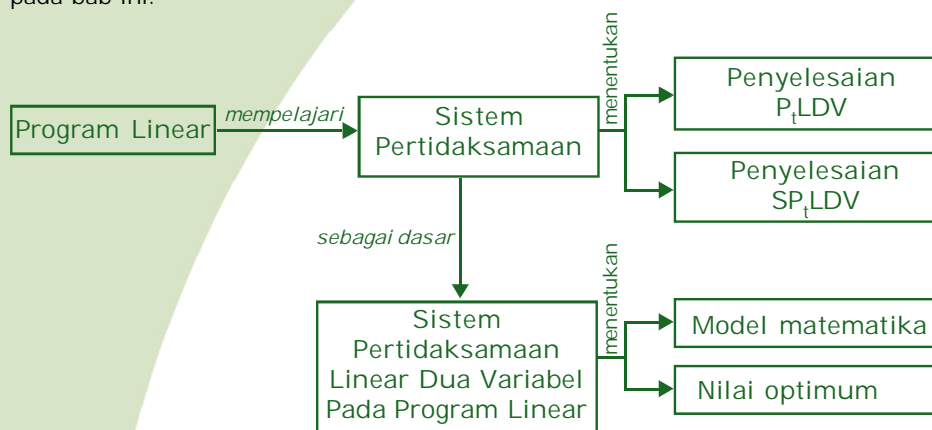 pada bab ini.
Program Linear
mempelajari
Sistem
Pertidaksamaan
menentukan
Penyelesaian
PtLDV
Penyelesaian
SPtLDV
sebagai dasar
Sistem
Pertidaksamaan
Linear Dua Variabel
Pada Program Linear
menentukan
Model matematika
Nilai optimum